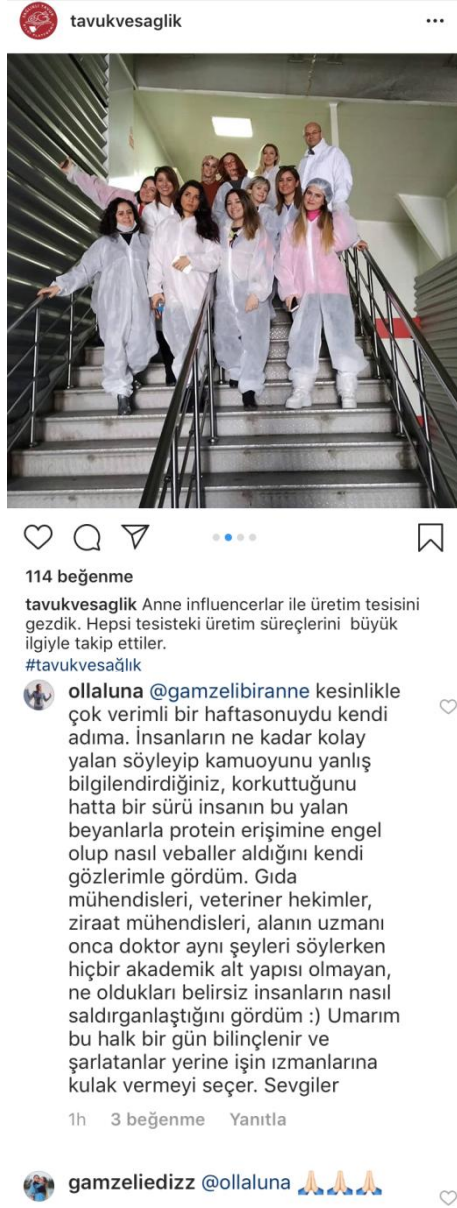 tavukvesaglik
114 beğenme
tavukvesaglik Anne influencerlar ile üretim tesisini
gezdik. Hepsi tesisteki üretim süreçlerini büyük
ilgiyle takip ettiler.
#tavukvesağlık
ollaluna @gamzelibiranne kesinlikle
çok verimli bir haftasonuydu kendi
adıma. İnsanların ne kadar kolay
yalan söyleyip kamuoyunu yanlış
bilgilendirdiğiniz, korkuttuğunu
hatta bir sürü insanın bu yalan
beyanlarla protein erişimine engel
olup nasıl veballer aldığını kendi
gözlerimle gördüm. Gıda
mühendisleri, veteriner hekimler,
ziraat mühendisleri, alanın uzmanı
onca doktor aynı şeyleri söylerken
hiçbir akademik alt yapısı olmayan,
ne oldukları belirsiz insanların nasıl
saldırganlaştığını gördüm :) Umarım
bu halk bir gün bilinçlenir ve
şarlatanlar yerine işin ızmanlarına
kulak vermeyi seçer. Sevgiler
1h 3 beğenme Yanıtla
gamzeliedizz @ollaluna 🙏🏻🙏🏻🙏🏻